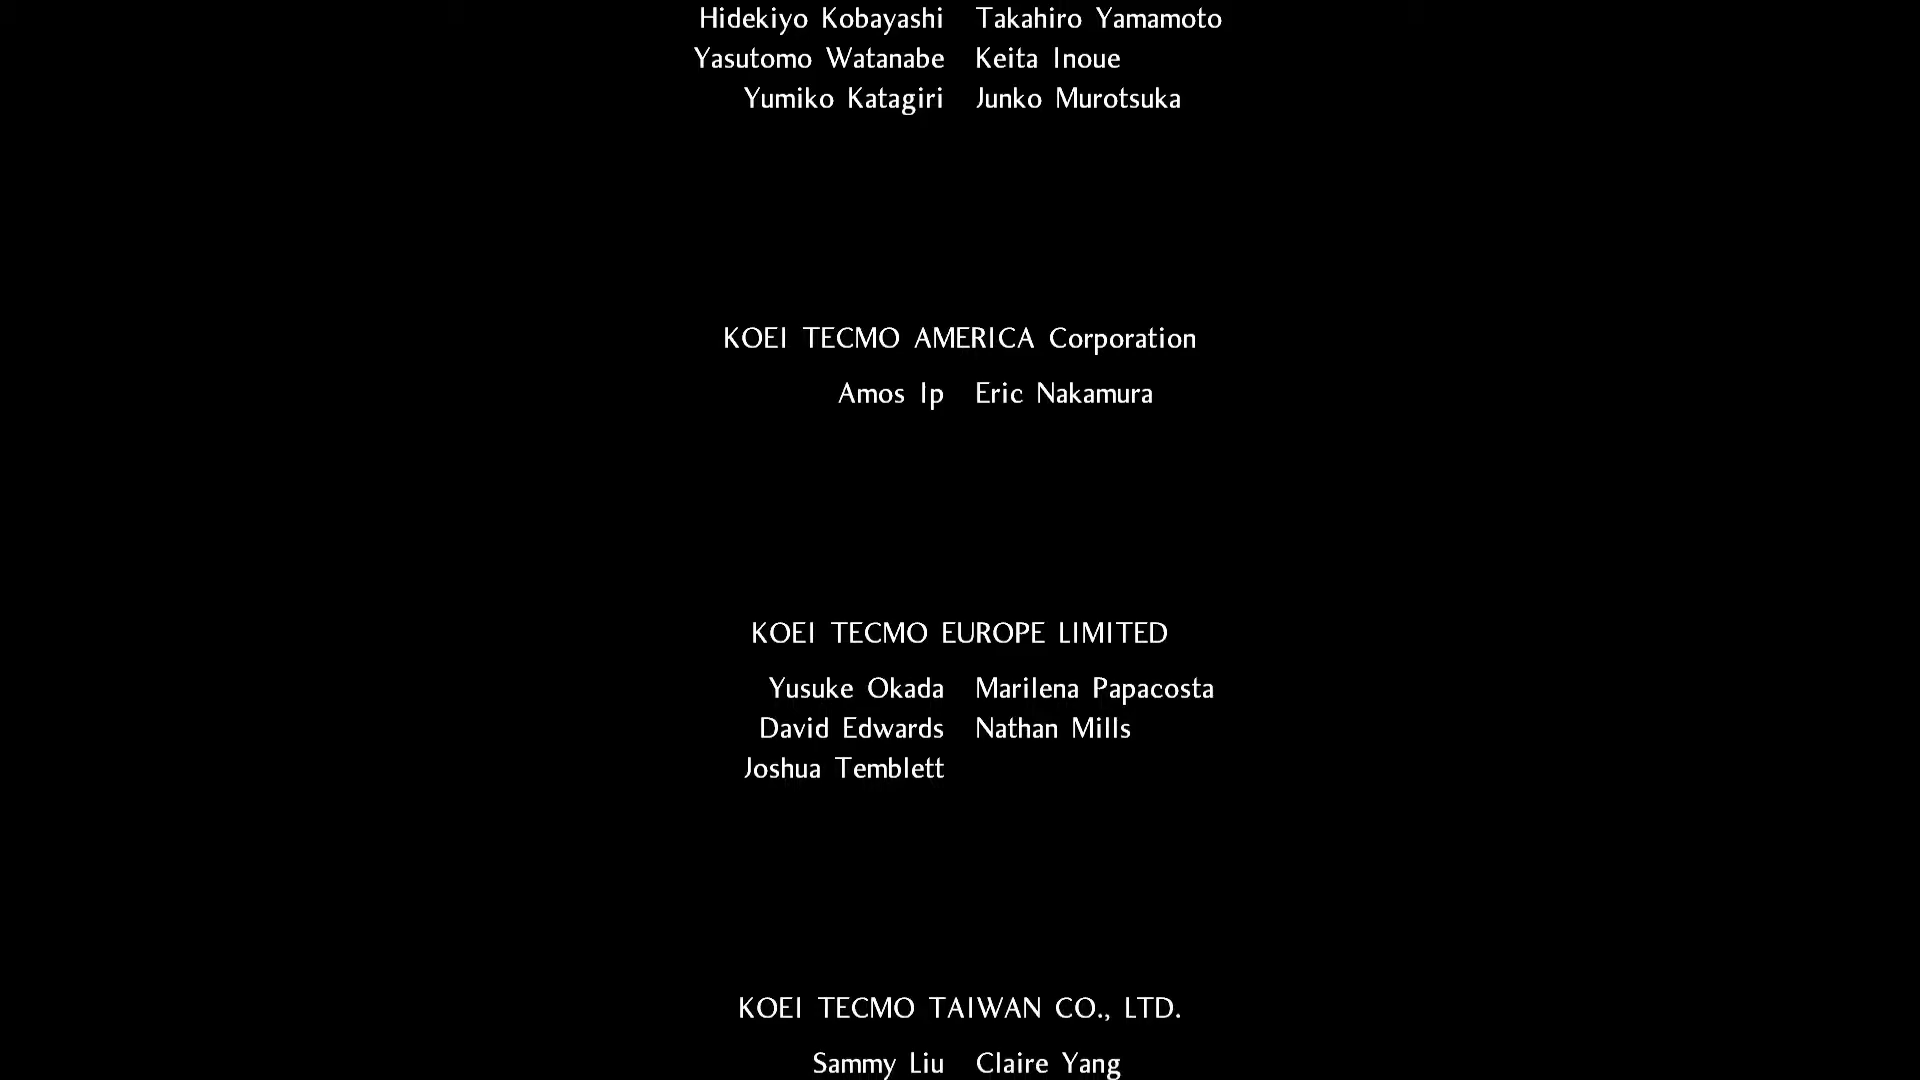 Hidekiyo Kobayashi Takahiro Yamamoto
Yasutomo Watanabe Keita Inoue
Yumiko Katagiri Junko Murotsuka
KOEI TECMO AMERICA Corporation
Amos Ip Eric Nakamura
KOEI TECMO EUROPE LIMITED
Yusuke Okada Marilena Papacosta
David Edwards Nathan Mills
Joshua Temblett
KOEI TECMO TAIWAN CO., LTD.
Sammy Liu Claire Yang